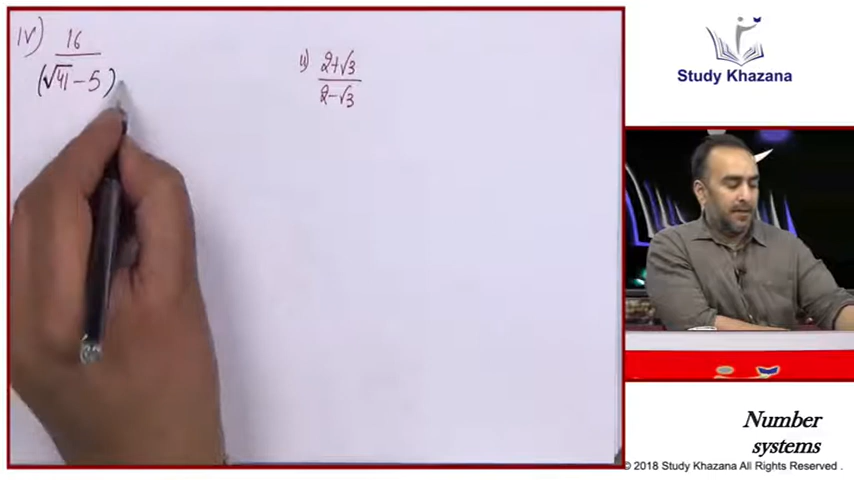 iv) 16
(√41-5)
ii) 2+√3
2-√3
Study Khazana
Number
systems
© 2018 Study Khazana All Rights Reserved .